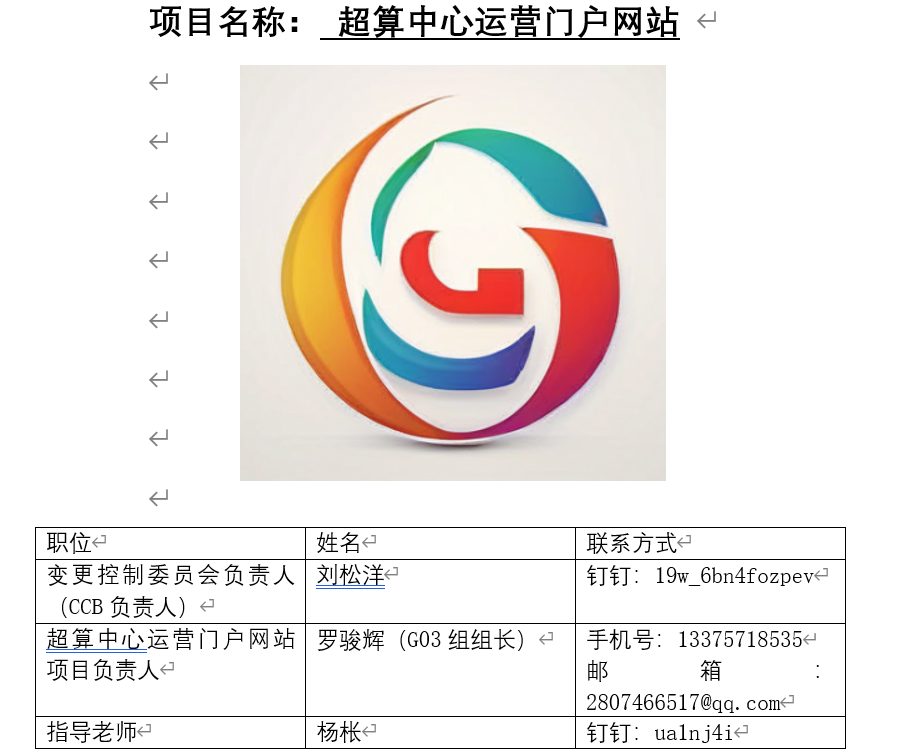 项目名称： 超算中心运营门户网站
G
职位 姓名 联系方式
变更控制委员会负责人 刘松洋 钉钉：19w_6bn4fozpev
（CCB 负责人）
超算中心运营门户网站 罗骏辉（G03 组组长） 手机号：13375718535
项目负责人 邮箱：
2807466517@qq.com
指导老师 杨枨 钉钉：ua1nj4i